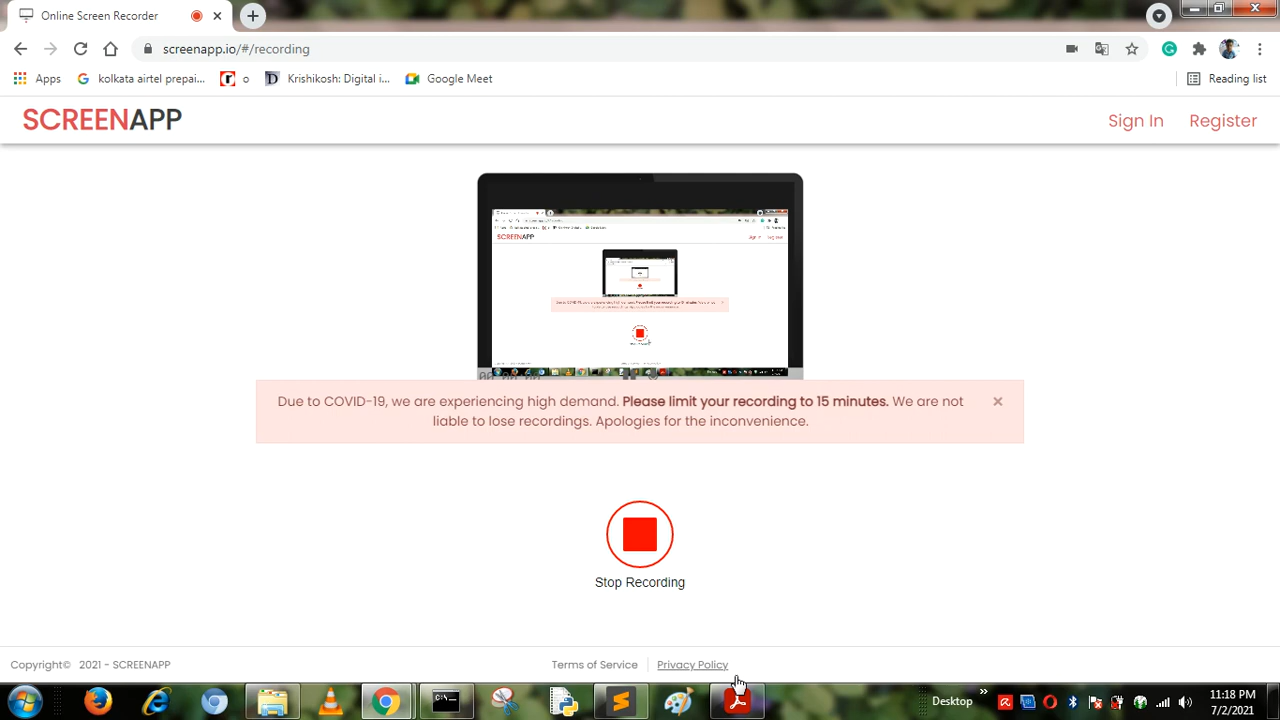 Online Screen Recorder
screenapp.io/#/recording
Apps kolkata airtel prepai... o Krishikosh: Digital i... Google Meet Reading list
SCREENAPP Sign In Register
SCREENAPP
Due to COVID-19, we are experiencing high demand. Please limit your recording to 15 minutes. We are not
liable to lose recordings. Apologies for the inconvenience.
Stop Recording
Copyright© 2021 - SCREENAPP Terms of Service Privacy Policy
Desktop » 11:18 PM
7/2/2021